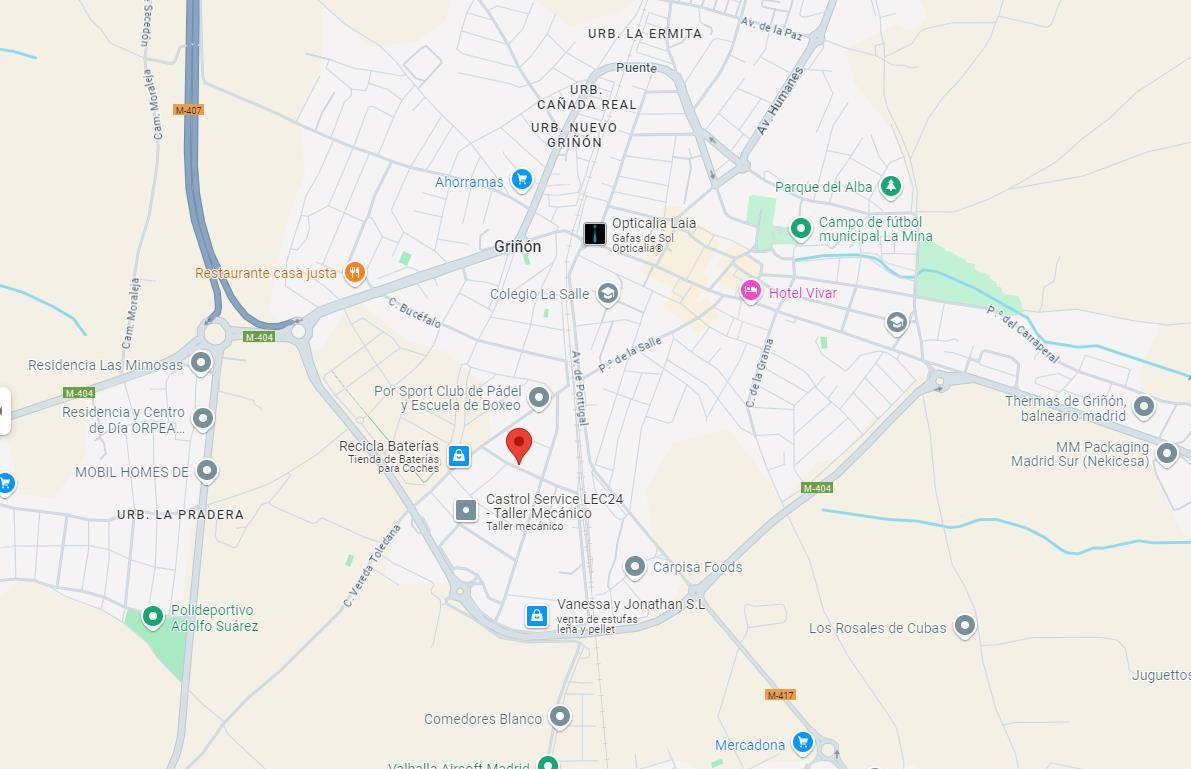 Cam. Moraleja
URB. LA ERMITA
Av. de la Paz
Puente
M-407
URB.
CAÑADA REAL
URB. NUEVO
GRIÑÓN
Av. Humanes
Ahorramas
Parque del Alba
Opticalia Laia
Gafas de Sol
Opticalia®
Campo de fútbol
municipal La Mina
Griñón
Restaurante casa justa
Colegio La Salle
Hotel Vivar
C. Bucéfalo
Cam. Moraleja
P.º del Carraperal
M-404
P.º de la Salle
Residencia Las Mimosas
Av. de Portugal
C. de la Grama
M-404
Por Sport Club de Pádel
y Escuela de Boxeo
Residencia y Centro
de Día ORPEA...
Thermas de Griñón,
balneario madrid
Recicla Baterías
Tienda de Baterías
para Coches
MM Packaging
Madrid Sur (Nekicesa)
MOBIL HOMES DE
M-404
Castrol Service LEC24
- Taller Mecánico
Taller mecánico
URB. LA PRADERA
C. Vereda Toledana
Carpisa Foods
Vanessa y Jonathan S.L
venta de estufas
leña y pellet
Polideportivo
Adolfo Suárez
Los Rosales de Cubas
Juguettos
M-417
Comedores Blanco
Mercadona
Valhalla Airsoft Madrid